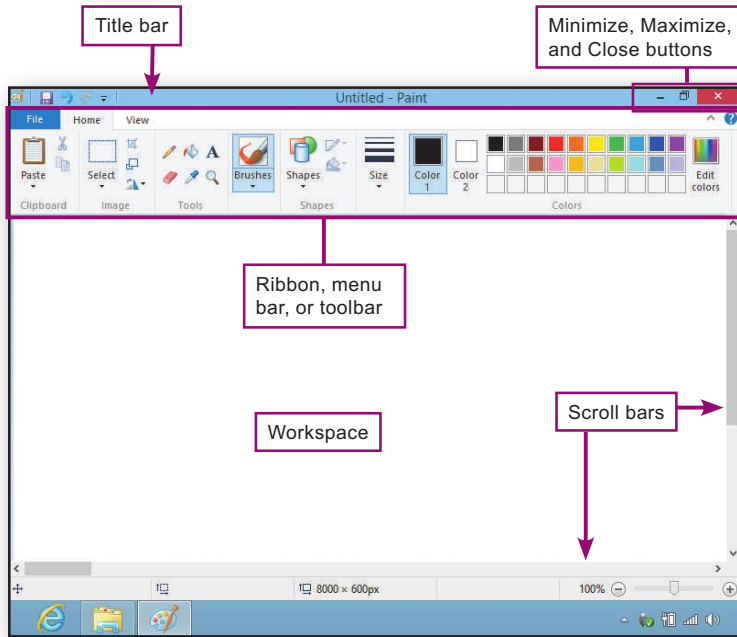 Title bar
Minimize, Maximize,
and Close buttons
Untitled - Paint
File Home View
Paste
Select
A
Brushes
Shapes
Size
Color
1
Color
2
Edit
colors
Clipboard Image Tools Shapes Colors
Ribbon, menu
bar, or toolbar
Scroll bars
Workspace
8000 × 600px
100%